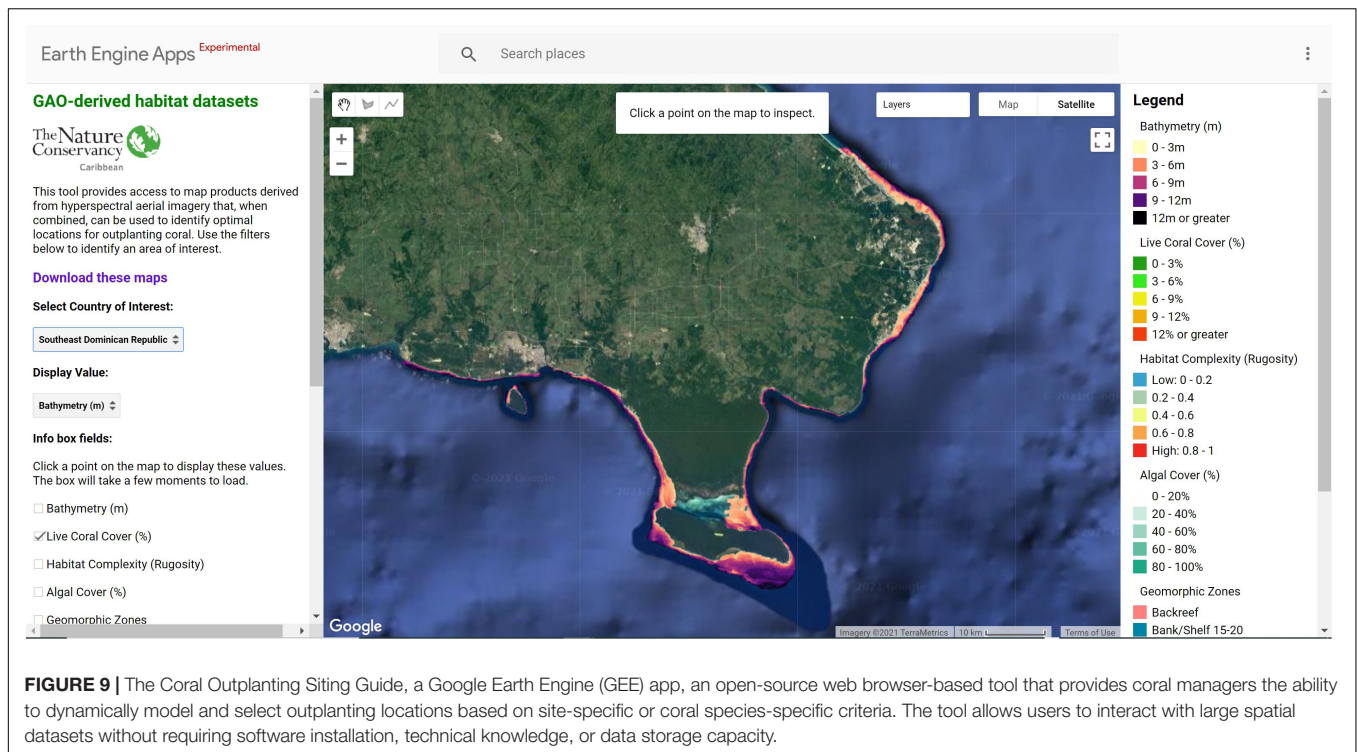 Earth Engine Apps Experimental
Search places
GAO-derived habitat datasets
The Nature
Conservancy
Caribbean
This tool provides access to map products derived
from hyperspectral aerial imagery that, when
combined, can be used to identify optimal
locations for outplanting coral. Use the filters
below to identify an area of interest.
Download these maps
Select Country of Interest:
Southeast Dominican Republic
Display Value:
Bathymetry (m)
Info box fields:
Click a point on the map to display these values.
The box will take a few moments to load.
Bathymetry (m)
Live Coral Cover (%)
Habitat Complexity (Rugosity)
Algal Cover (%)
Geomorphic Zones
Click a point on the map to inspect.
Layers
Map
Satellite
+
−
© 2021 Google
Google
Imagery ©2021 TerraMetrics
10 km
Terms of Use
Legend
Bathymetry (m)
0 - 3m
3 - 6m
6 - 9m
9 - 12m
12m or greater
Live Coral Cover (%)
0 - 3%
3 - 6%
6 - 9%
9 - 12%
12% or greater
Habitat Complexity (Rugosity)
Low: 0 - 0.2
0.2 - 0.4
0.4 - 0.6
0.6 - 0.8
High: 0.8 - 1
Algal Cover (%)
0 - 20%
20 - 40%
40 - 60%
60 - 80%
80 - 100%
Geomorphic Zones
Backreef
Bank/Shelf 15-20
FIGURE 9 | The Coral Outplanting Siting Guide, a Google Earth Engine (GEE) app, an open-source web browser-based tool that provides coral managers the ability
to dynamically model and select outplanting locations based on site-specific or coral species-specific criteria. The tool allows users to interact with large spatial
datasets without requiring software installation, technical knowledge, or data storage capacity.